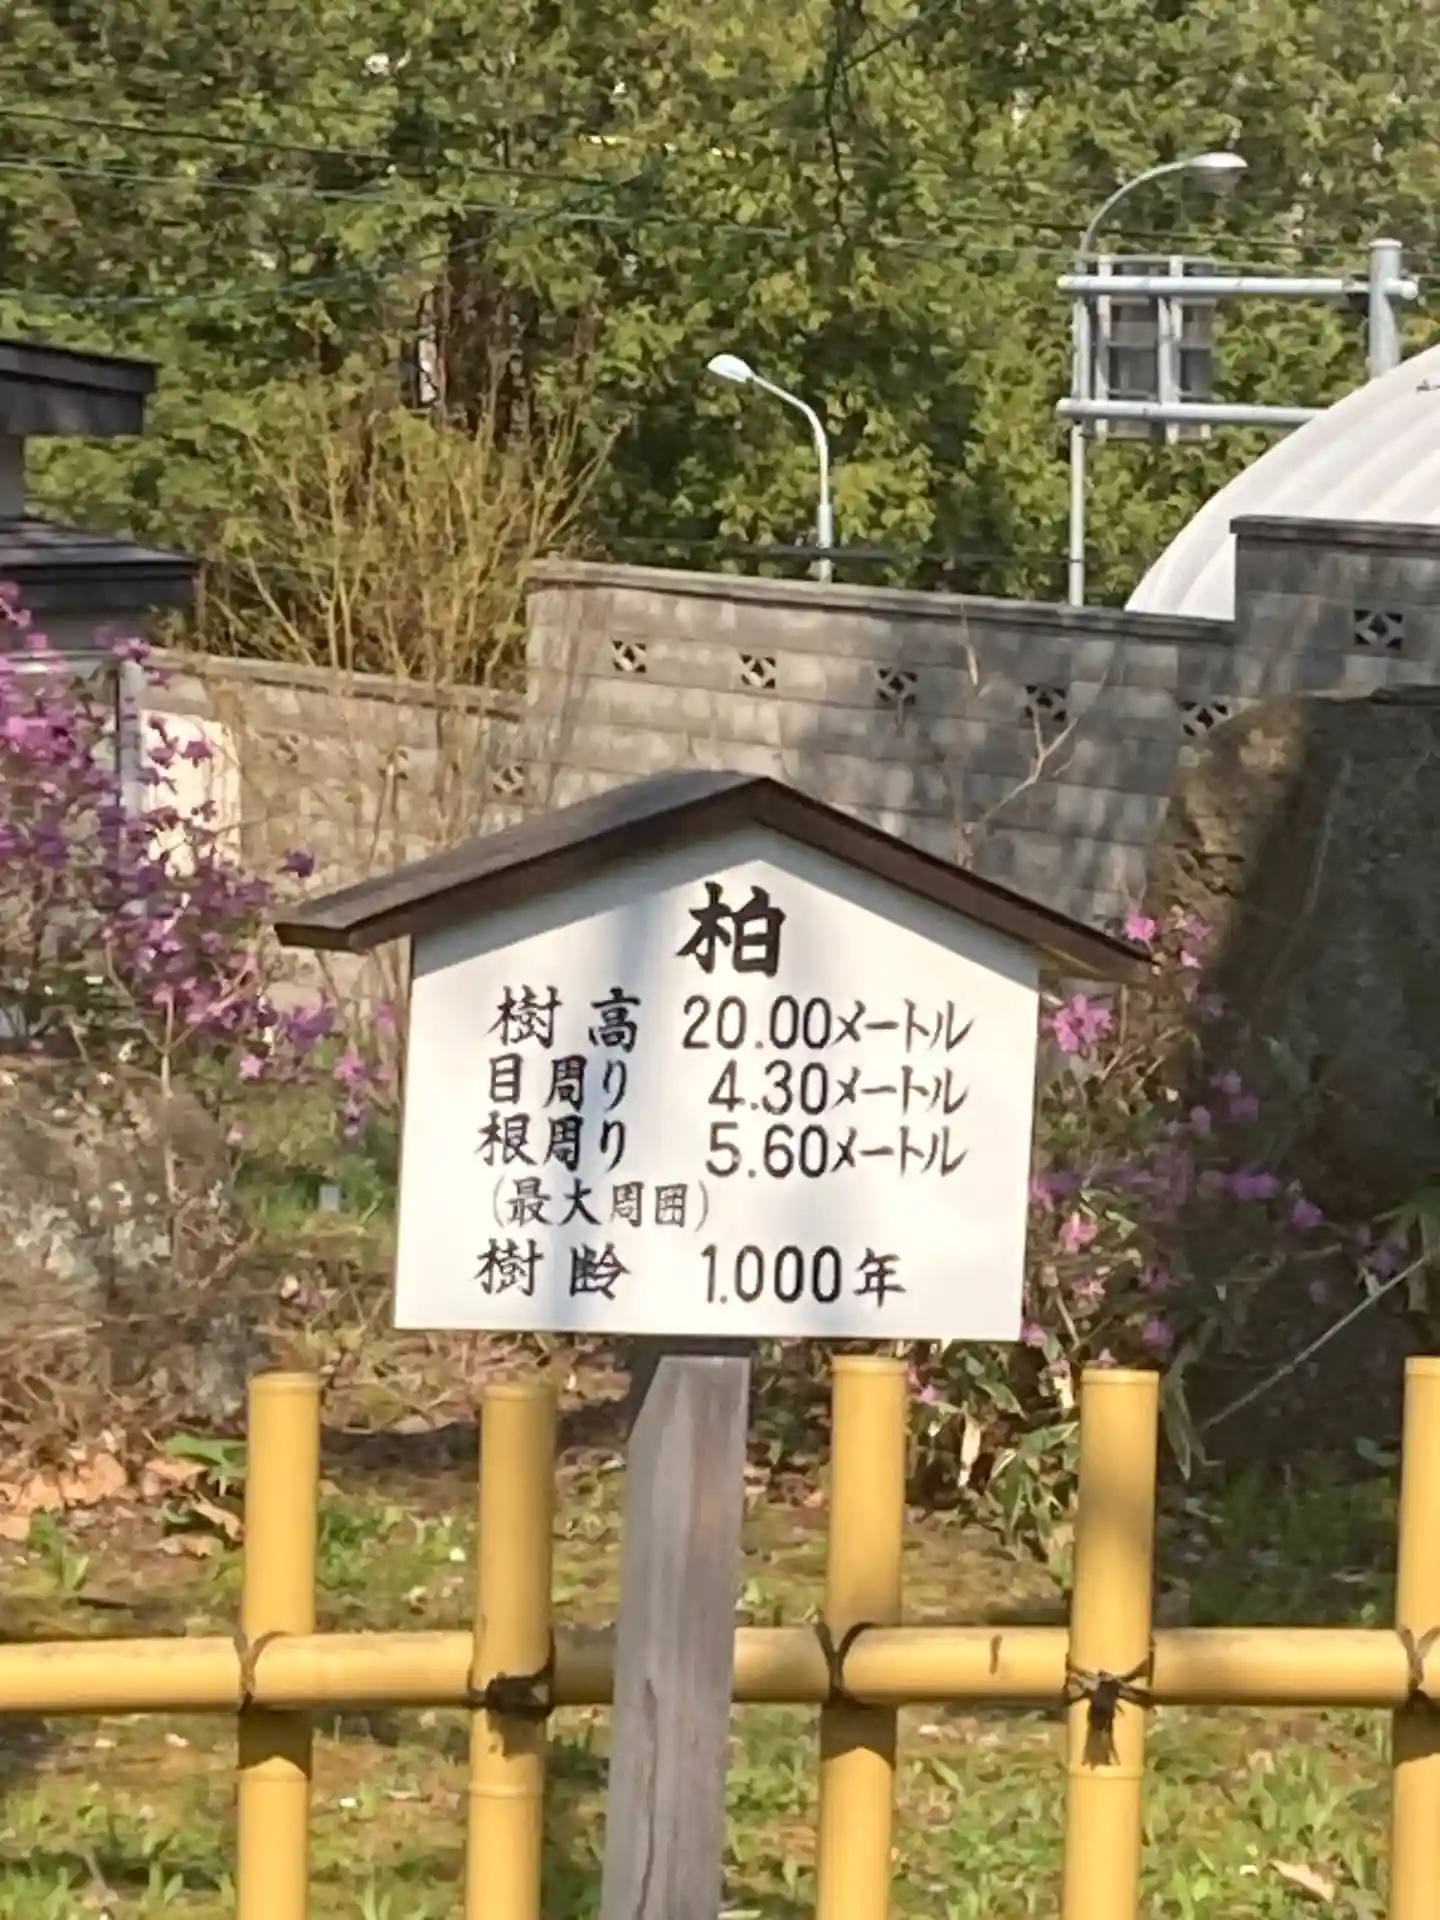 柏
樹高 20.00メートル
目周り 4.30メートル
根周り 5.60メートル
(最大周囲)
樹齢 1.000年